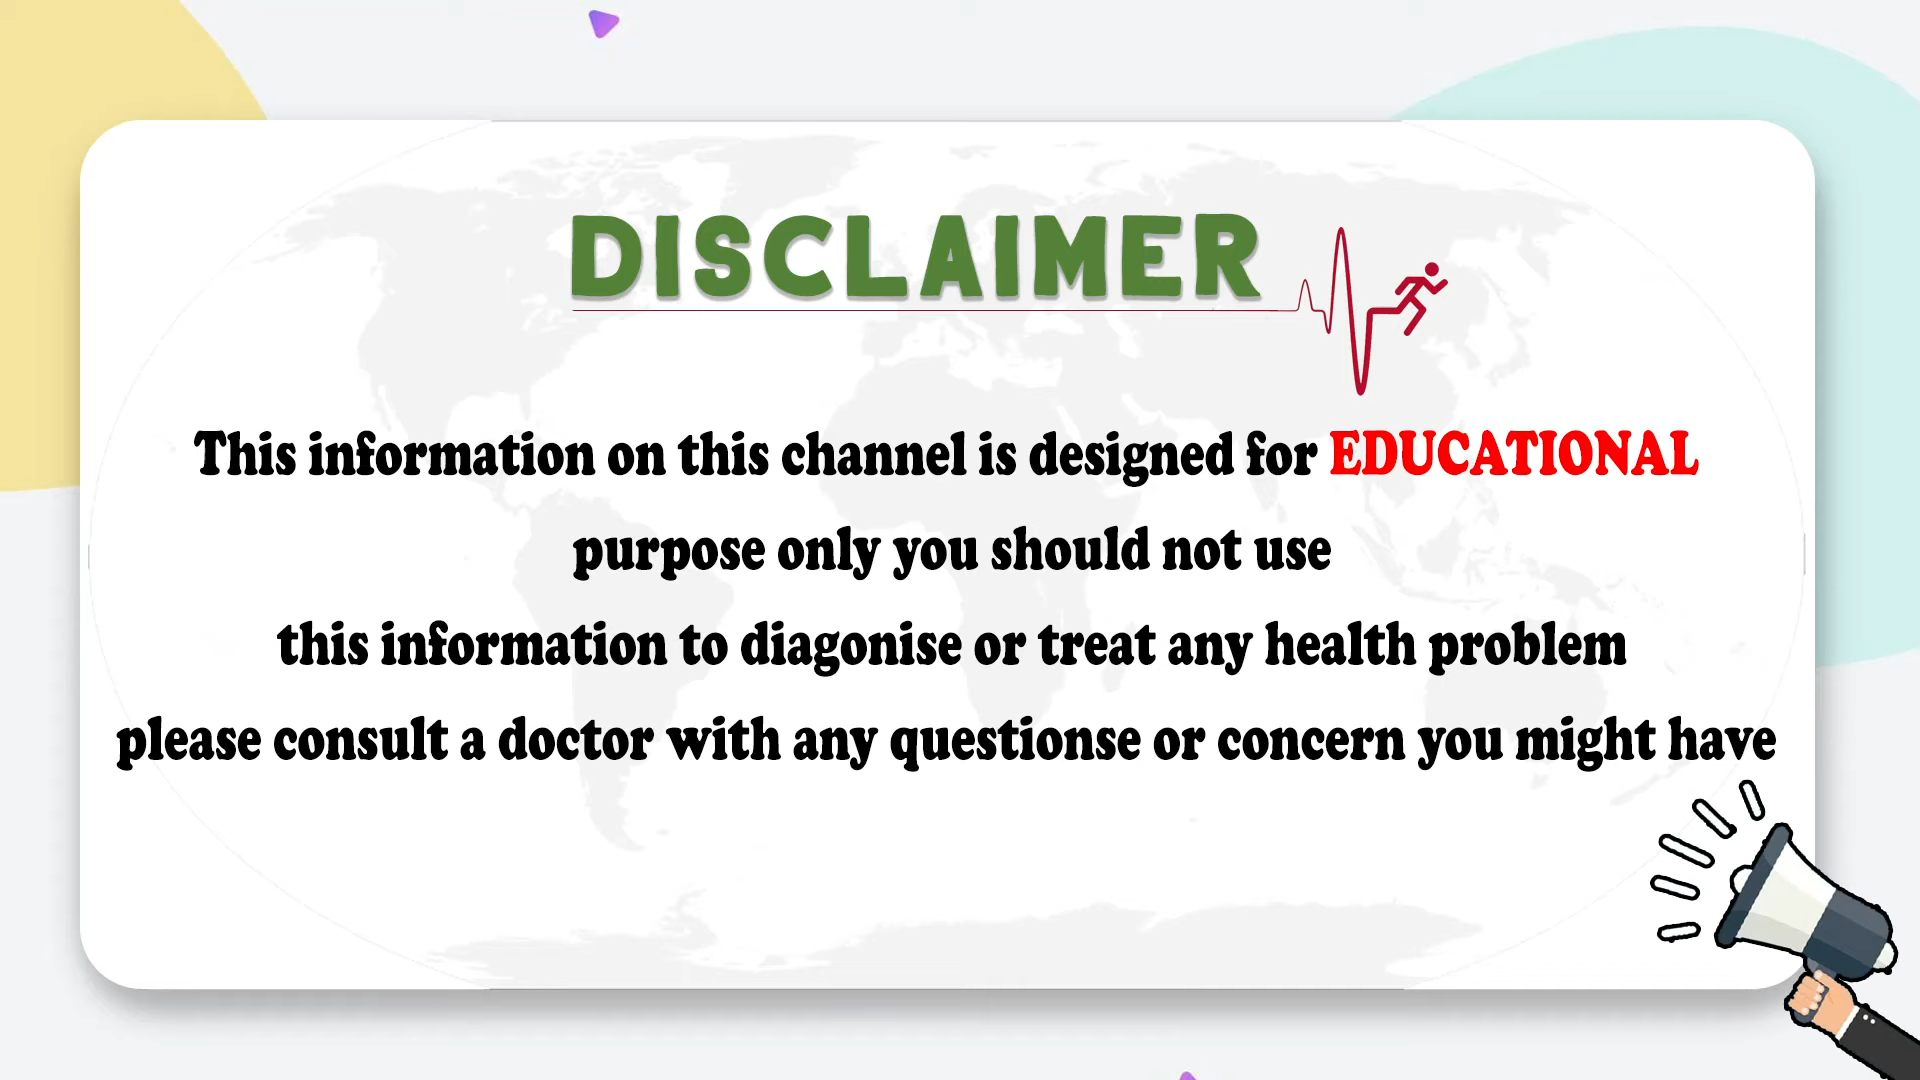 DISCLAIMER
This information on this channel is designed for EDUCATIONAL
purpose only you should not use
this information to diagonise or treat any health problem
please consult a doctor with any questionse or concern you might have